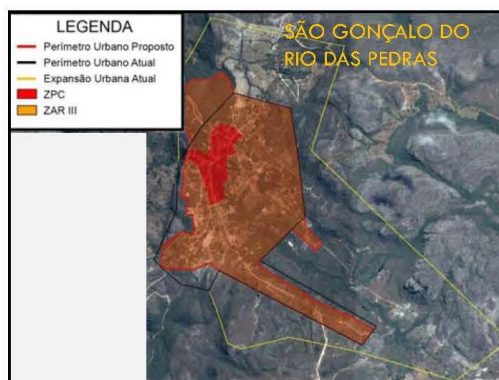 LEGENDA
Perímetro Urbano Proposto
Perímetro Urbano Atual
Expansão Urbana Atual
ZPC
ZAR III
SÃO GONÇALO DO
RIO DAS PEDRAS